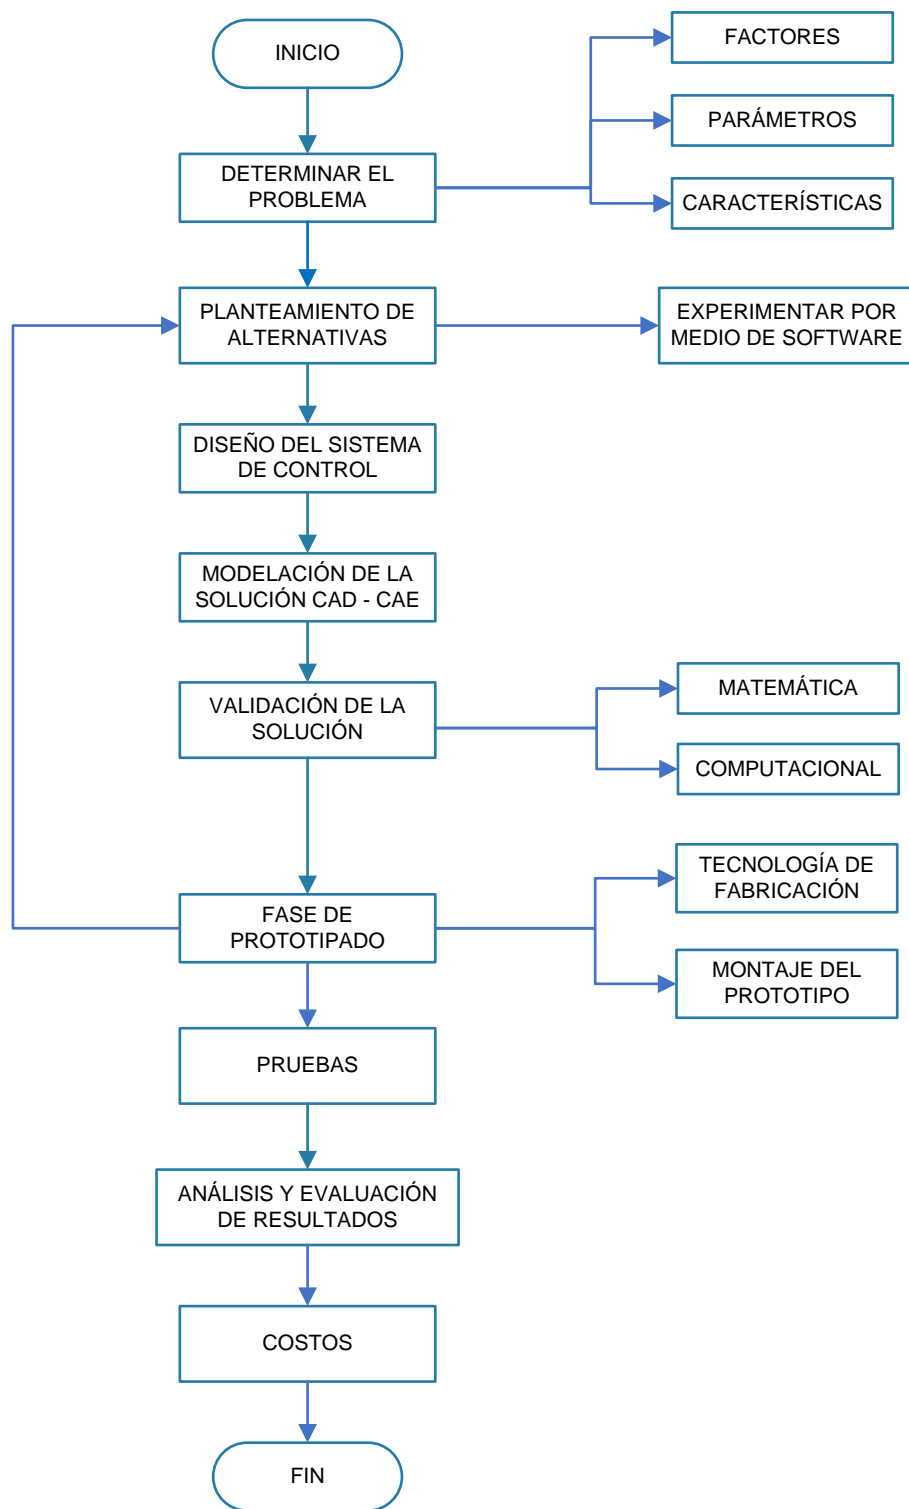 INICIO
FACTORES
PARÁMETROS
DETERMINAR EL
PROBLEMA
CARACTERÍSTICAS
PLANTEAMIENTO DE
ALTERNATIVAS
EXPERIMENTAR POR
MEDIO DE SOFTWARE
DISEÑO DEL SISTEMA
DE CONTROL
MODELACIÓN DE LA
SOLUCIÓN CAD - CAE
VALIDACIÓN DE LA
SOLUCIÓN
MATEMÁTICA
COMPUTACIONAL
TECNOLOGÍA DE
FABRICACIÓN
FASE DE
PROTOTIPADO
MONTAJE DEL
PROTOTIPO
PRUEBAS
ANÁLISIS Y EVALUACIÓN
DE RESULTADOS
COSTOS
FIN